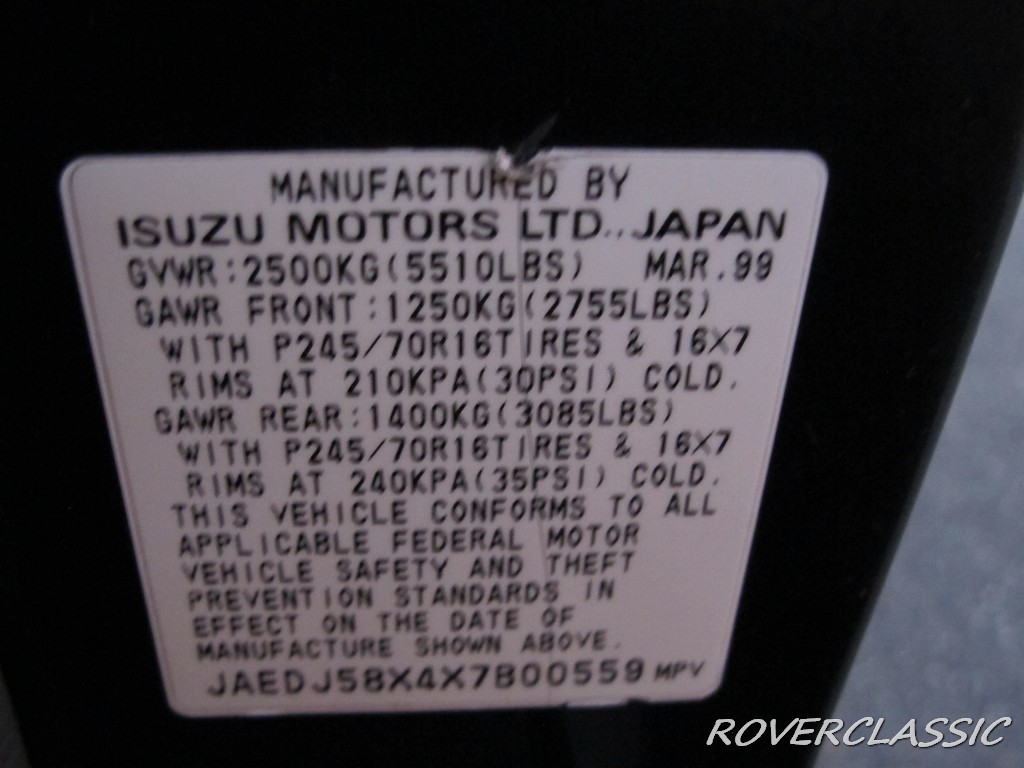 MANUFACTURED BY
ISUZU MOTORS LTD., JAPAN
GVWR:2500KG(5510LBS) MAR.99
GAWR FRONT:1250KG(2755LBS)
WITH P245/70R16TIRES & 16X7
RIMS AT 210KPA(30PSI) COLD.
GAWR REAR:1400KG(3085LBS)
WITH P245/70R16TIRES & 16X7
RIMS AT 240KPA(35PSI) COLD.
THIS VEHICLE CONFORMS TO ALL
APPLICABLE FEDERAL MOTOR
VEHICLE SAFETY AND THEFT
PREVENTION STANDARDS IN
EFFECT ON THE DATE OF
MANUFACTURE SHOWN ABOVE.
JAEDJ58X4X7B00559 MPV
ROVERCLASSIC